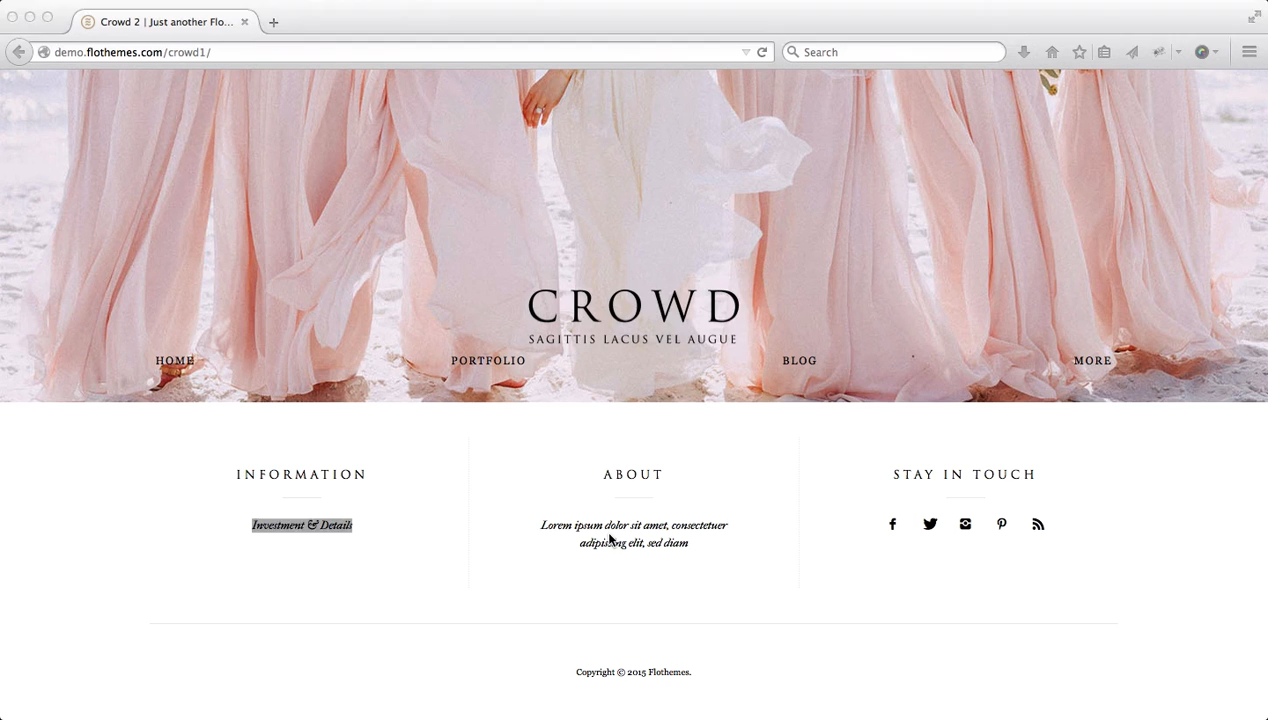 Crowd 2 | Just another Flo...
demo.flothemes.com/crowd1/
Search
CROWD
SAGITTIS LACUS VEL AUGUE
HOME PORTFOLIO BLOG MORE
INFORMATION
Investment & Details
ABOUT
Lorem ipsum dolor sit amet, consectetuer
adipiscing elit, sed diam
STAY IN TOUCH
Copyright © 2015 Flothemes.